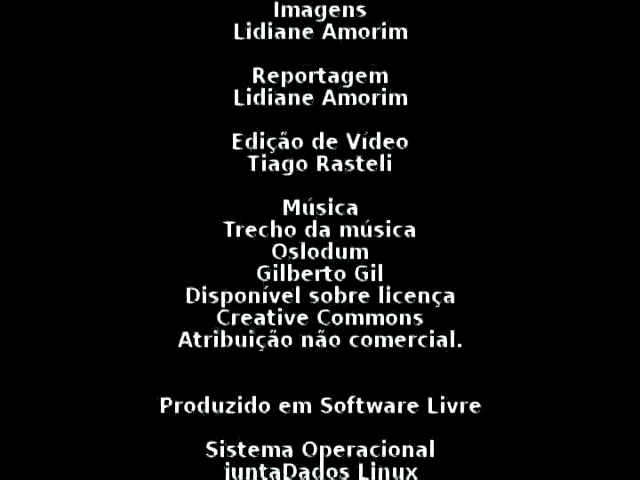 Imagens
Lidiane Amorim
Reportagem
Lidiane Amorim
Edição de Vídeo
Tiago Rasteli
Música
Trecho da música
Oslodum
Gilberto Gil
Disponível sobre licença
Creative Commons
Atribuição não comercial.
Produzido em Software Livre
Sistema Operacional
juntaDados Linux